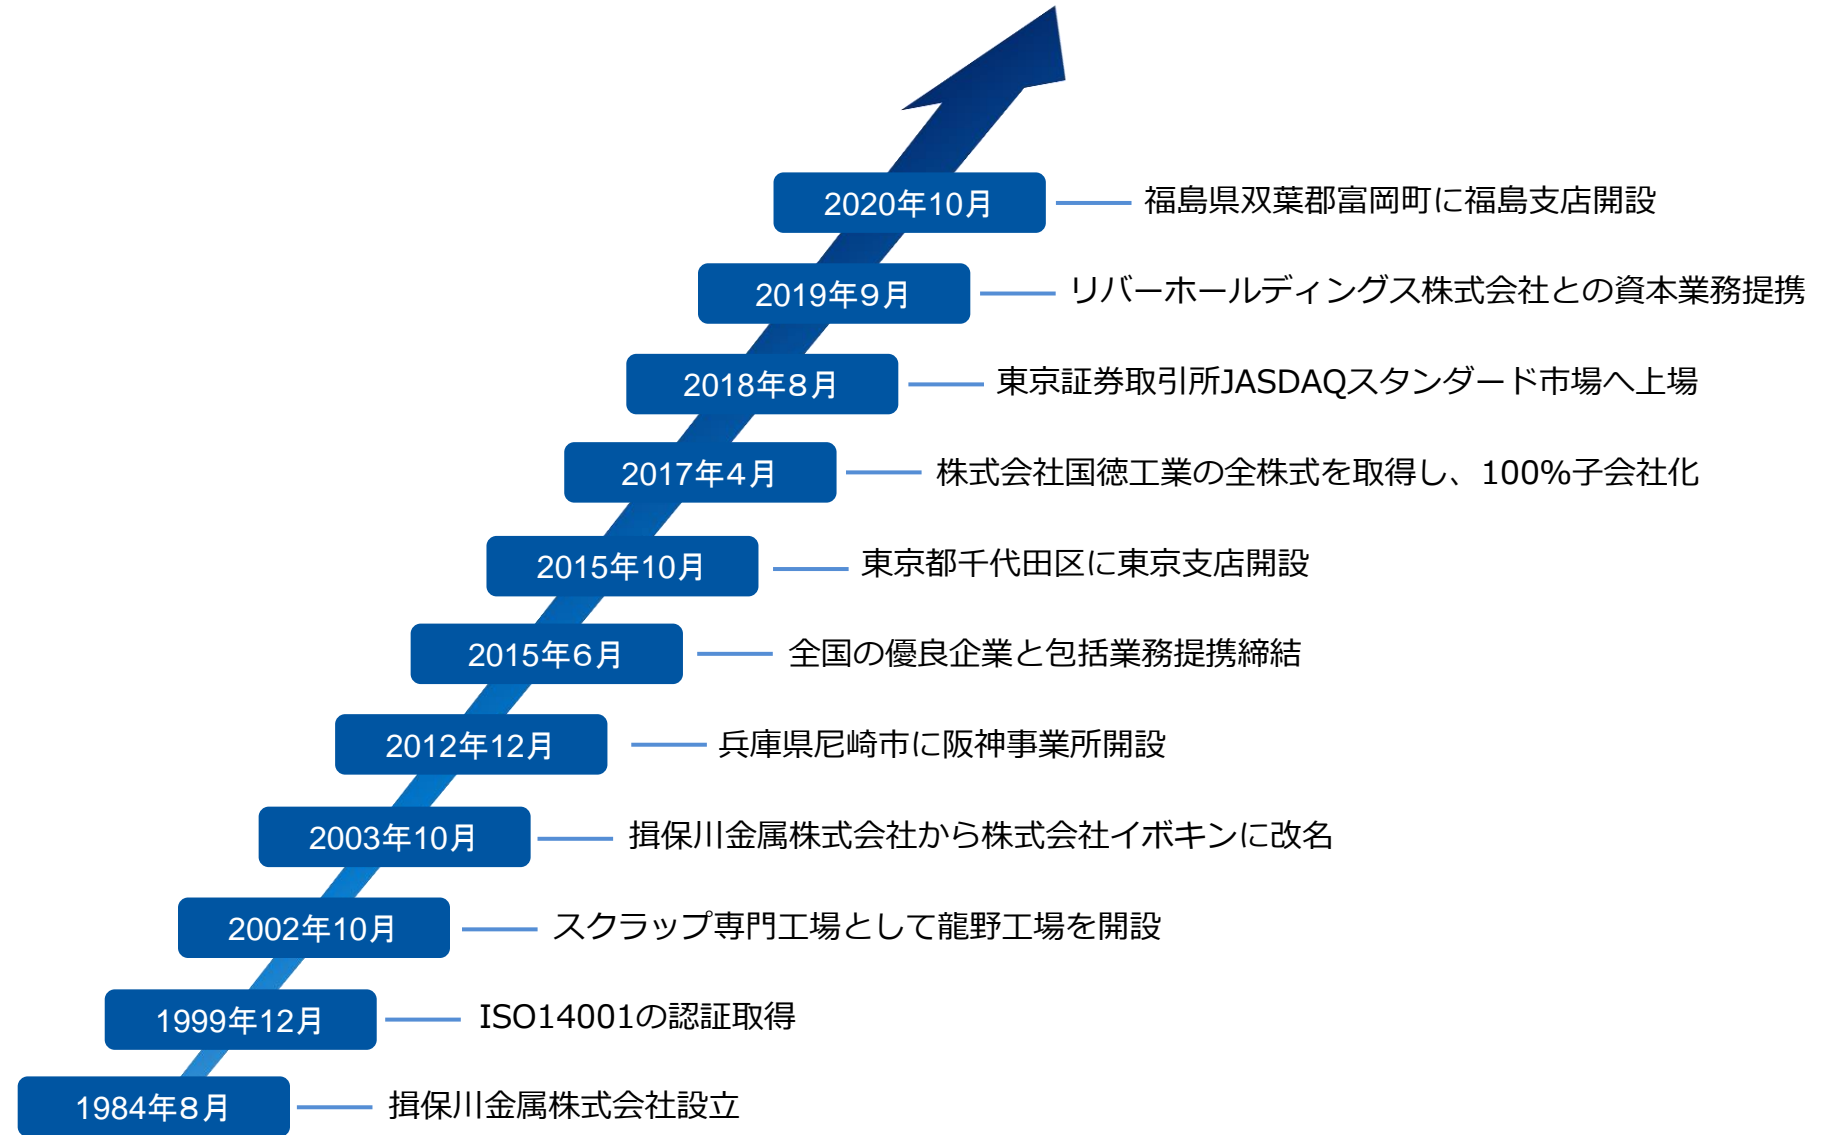 2020年10月 福島県双葉郡富岡町に福島支店開設
2019年９月 リバーホールディングス株式会社との資本業務提携
2018年８月 東京証券取引所JASDAQスタンダード市場へ上場
2017年４月 株式会社国徳工業の全株式を取得し、100%子会社化
2015年10月 東京都千代田区に東京支店開設
2015年６月 全国の優良企業と包括業務提携締結
2012年12月 兵庫県尼崎市に阪神事業所開設
2003年10月 揖保川金属株式会社から株式会社イボキンに改名
2002年10月 スクラップ専門工場として龍野工場を開設
1999年12月 ISO14001の認証取得
1984年８月 揖保川金属株式会社設立